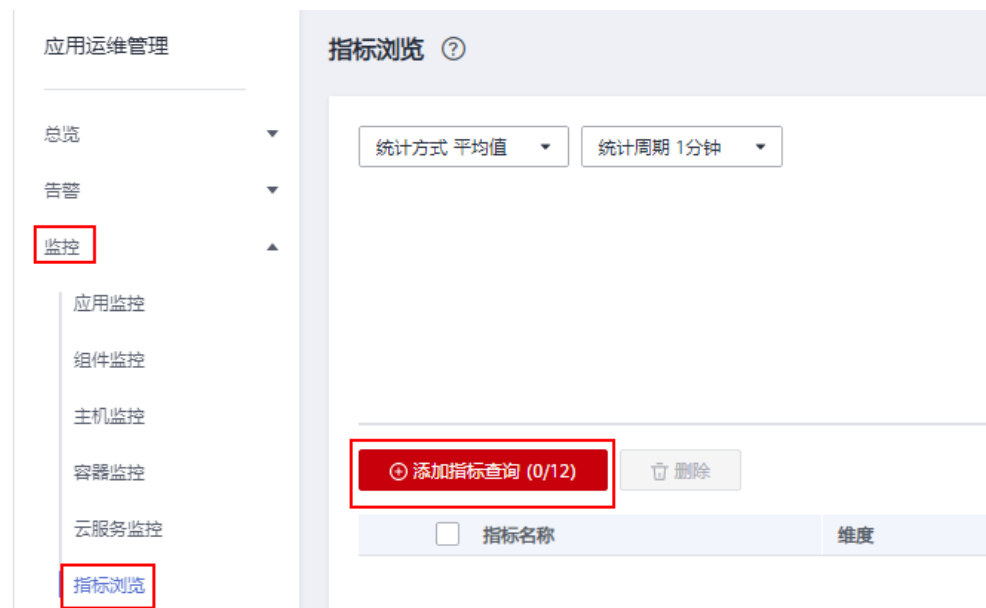 应用运维管理
总览
告警
监控
应用监控
组件监控
主机监控
容器监控
云服务监控
指标浏览
指标浏览 ?
统计方式 平均值
统计周期 1分钟
添加指标查询 (0/12)
删除
指标名称
维度